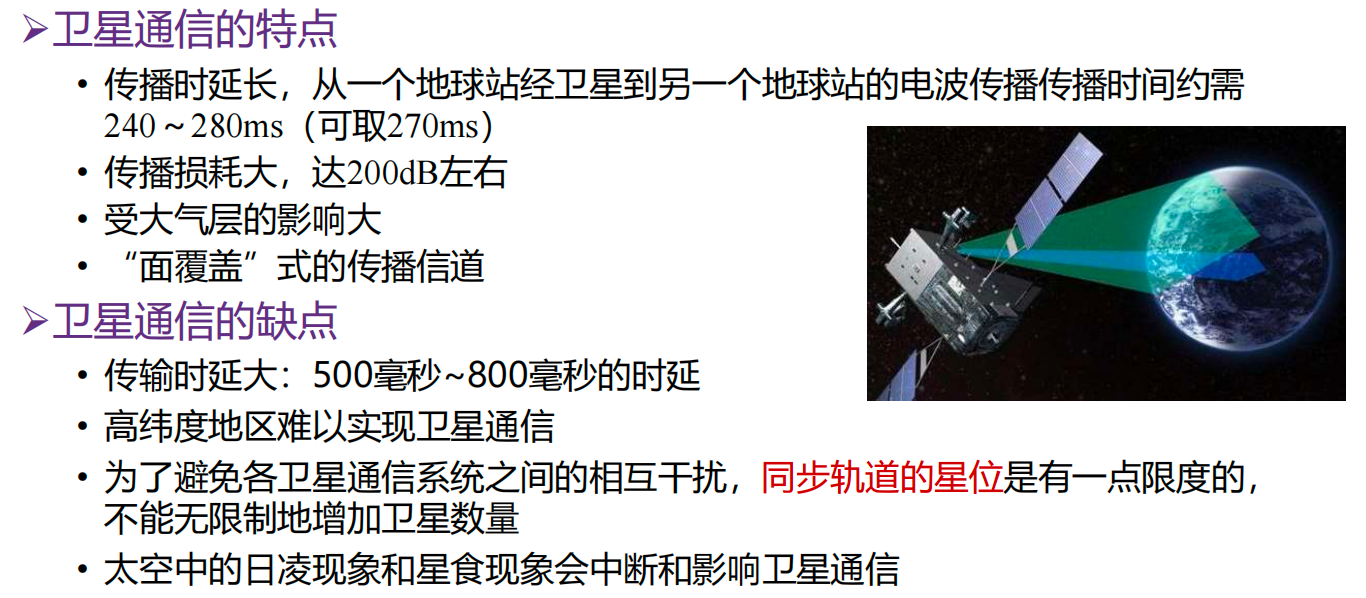 ➢卫星通信的特点
• 传播时延长，从一个地球站经卫星到另一个地球站的电波传播传播时间约需
240～280ms（可取270ms）
• 传播损耗大，达200dB左右
• 受大气层的影响大
• “面覆盖”式的传播信道
➢卫星通信的缺点
• 传输时延大：500毫秒~800毫秒的时延
• 高纬度地区难以实现卫星通信
• 为了避免各卫星通信系统之间的相互干扰，同步轨道的星位是有一点限度的，
不能无限制地增加卫星数量
• 太空中的日凌现象和星食现象会中断和影响卫星通信